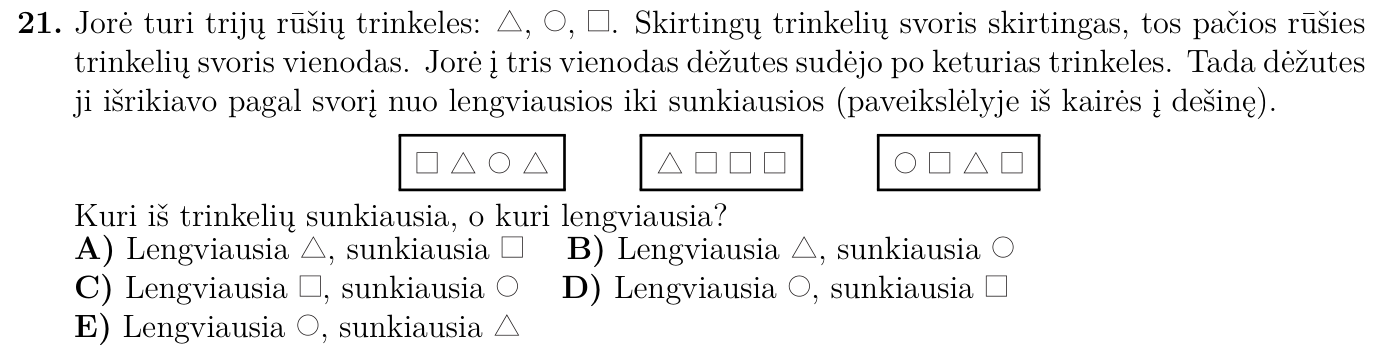 21. Jorė turi trijų rūšių trinkeles: △, ○, □. Skirtingų trinkelių svoris skirtingas, tos pačios rūšies
trinkelių svoris vienodas. Jorė į tris vienodas dėžutes sudėjo po keturias trinkeles. Tada dėžutes
ji išrikiavo pagal svorį nuo lengviausios iki sunkiausios (paveikslėlyje iš kairės į dešinę).
□ △ ○ △ △ □ □ □ ○ □ △ □
Kuri iš trinkelių sunkiausia, o kuri lengviausia?
A) Lengviausia △, sunkiausia □ B) Lengviausia △, sunkiausia ○
C) Lengviausia □, sunkiausia ○ D) Lengviausia ○, sunkiausia □
E) Lengviausia ○, sunkiausia △